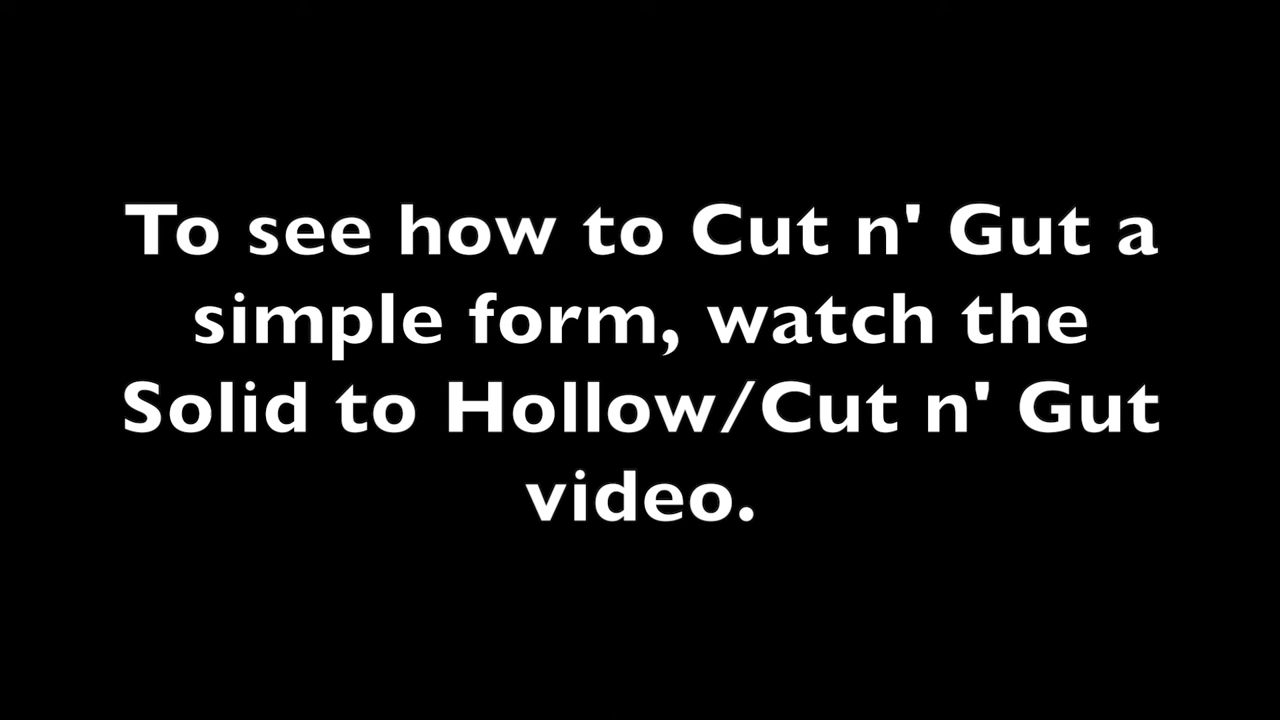 To see how to Cut n' Gut a
simple form, watch the
Solid to Hollow/Cut n' Gut
video.